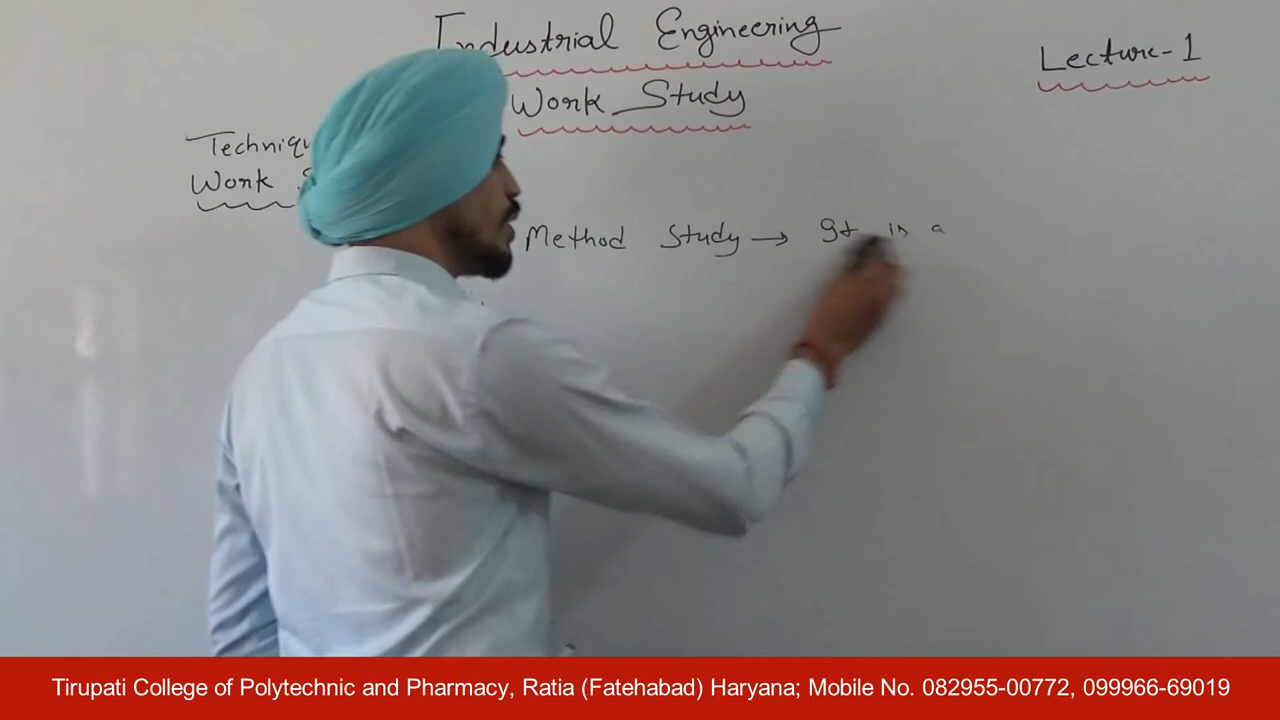 Industrial Engineering
Lecture-1
Work Study
Techniqu
Work S
Method Study → It is a
Tirupati College of Polytechnic and Pharmacy, Ratia (Fatehabad) Haryana; Mobile No. 082955-00772, 099966-69019